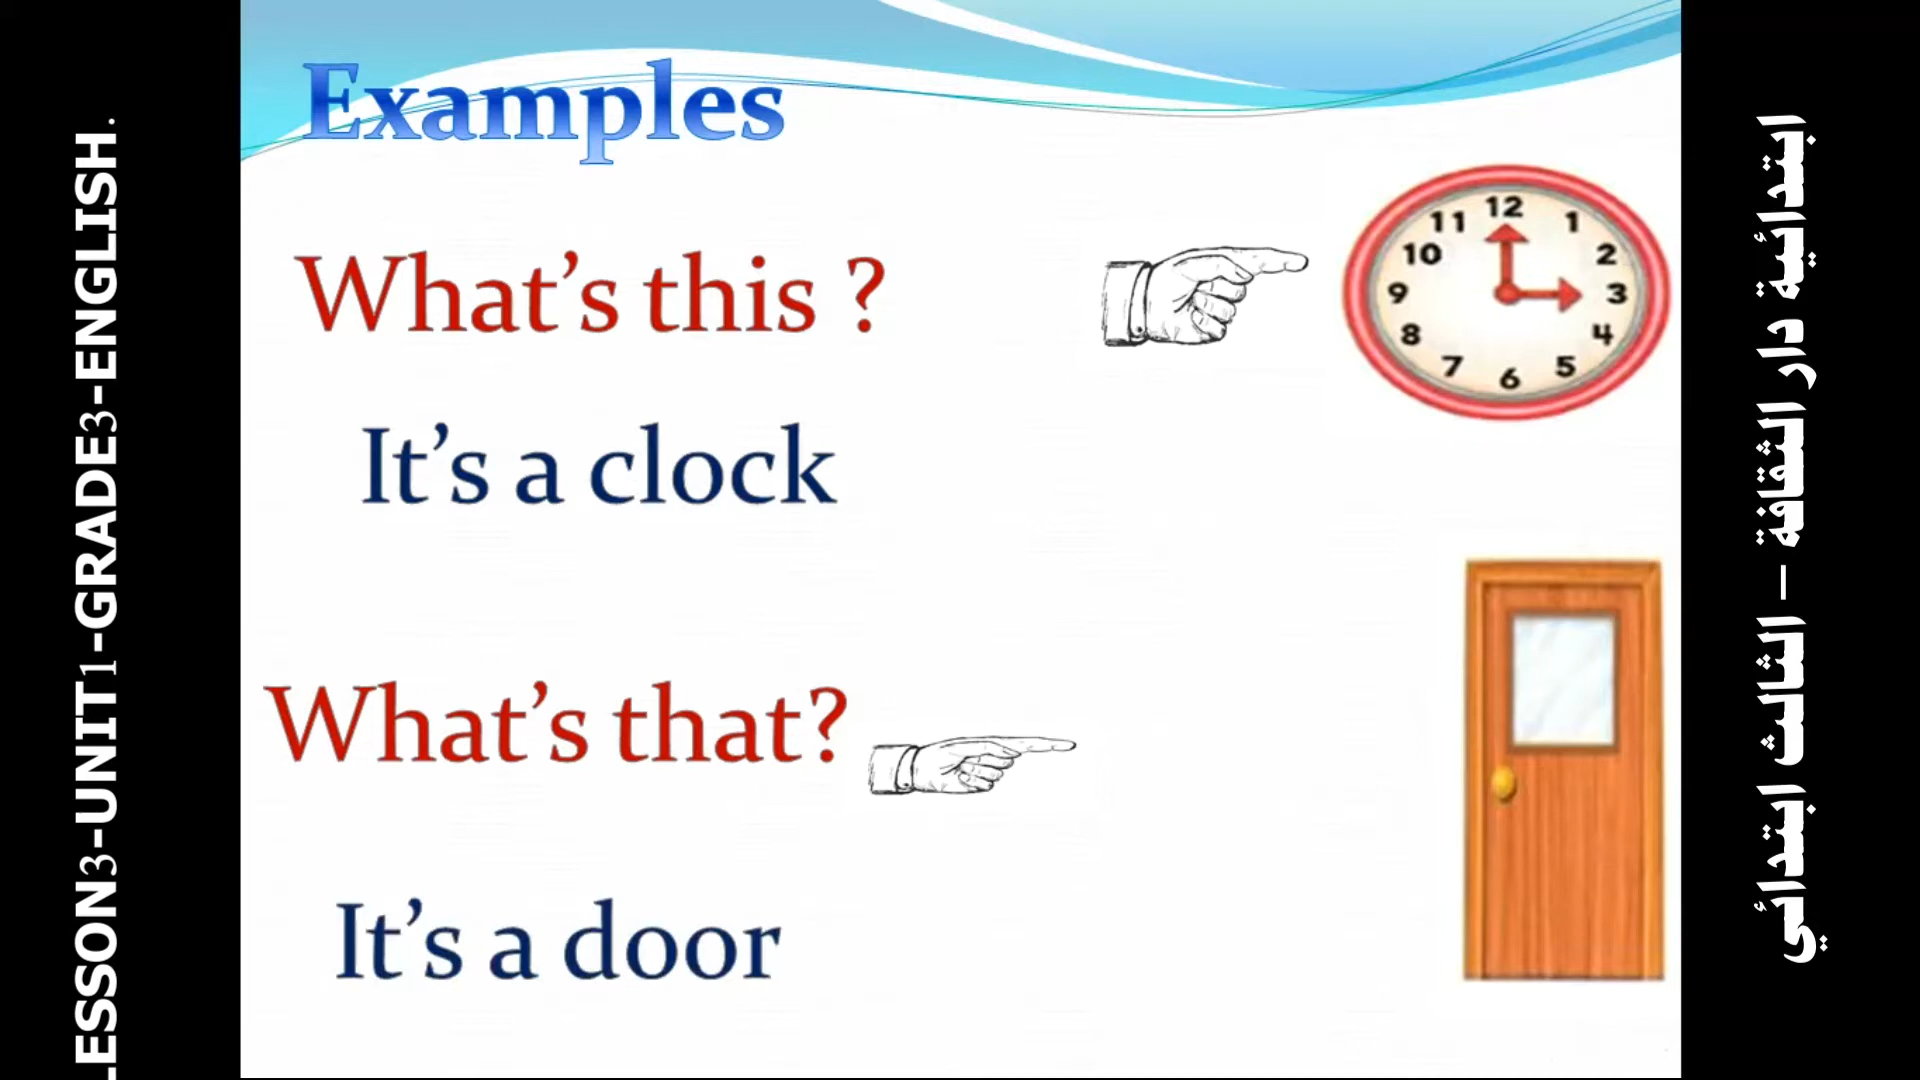 Examples
What's this ?
It's a clock
What's that?
It's a door
12
1
2
3
4
5
6
7
8
9
10
11
LESSON3-UNIT1-GRADE3-ENGLISH.
ابتدائية دار الثقافة – الثالث ابتدائي